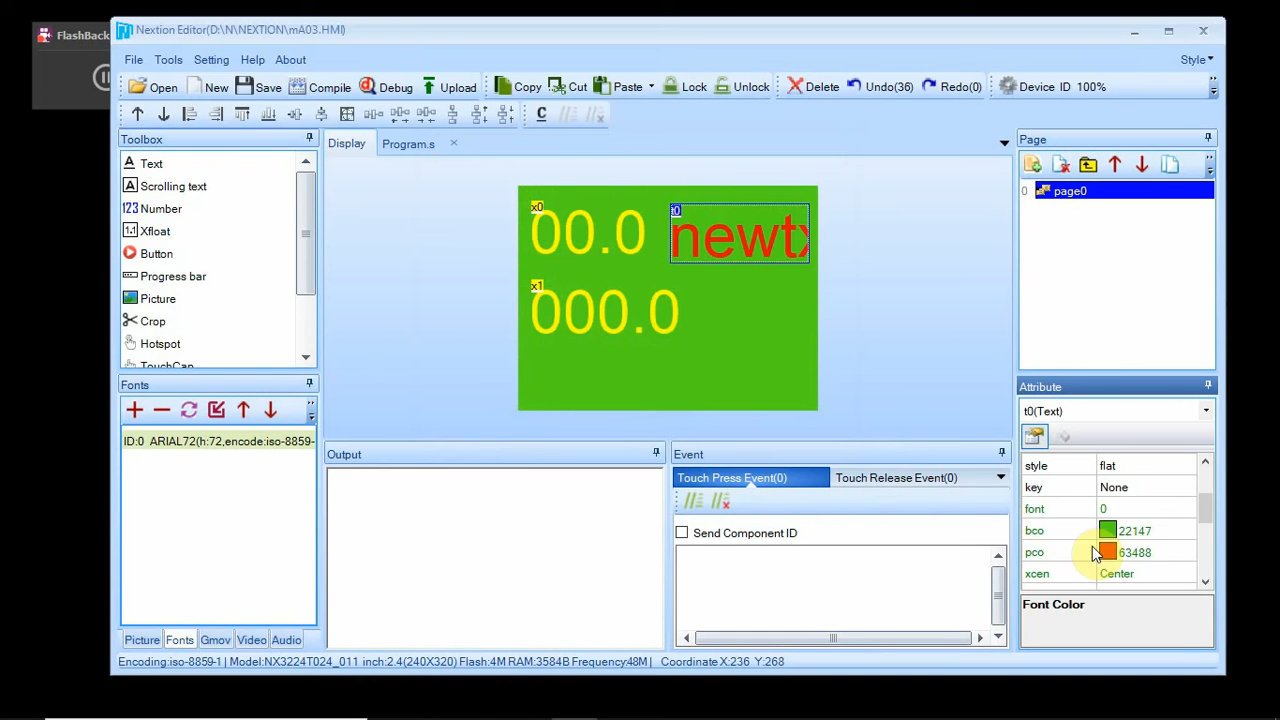 FlashBack
Nextion Editor(D:\N\NEXTION\mA03.HMI)
File Tools Setting Help About Style
Open New Save Compile Debug Upload Copy Cut Paste Lock Unlock Delete Undo(36) Redo(0) Device ID 100%
C
Toolbox
Display Program.s
Page
A Text
A Scrolling text
123 Number
1.1 Xfloat
Button
Progress bar
Picture
Crop
Hotspot
TouchCap
x0
00.0
t0
newtx
x1
000.0
0 page0
Fonts
ID:0 ARIAL72(h:72,encode:iso-8859-
Picture Fonts Gmov Video Audio
Output
Event
Touch Press Event(0) Touch Release Event(0)
Send Component ID
Attribute
t0(Text)
style flat
key None
font 0
bco 22147
pco 63488
xcen Center
Font Color
Encoding:iso-8859-1 Model:NX3224T024_011 inch:2.4(240X320) Flash:4M RAM:3584B Frequency:48M Coordinate X:236 Y:268